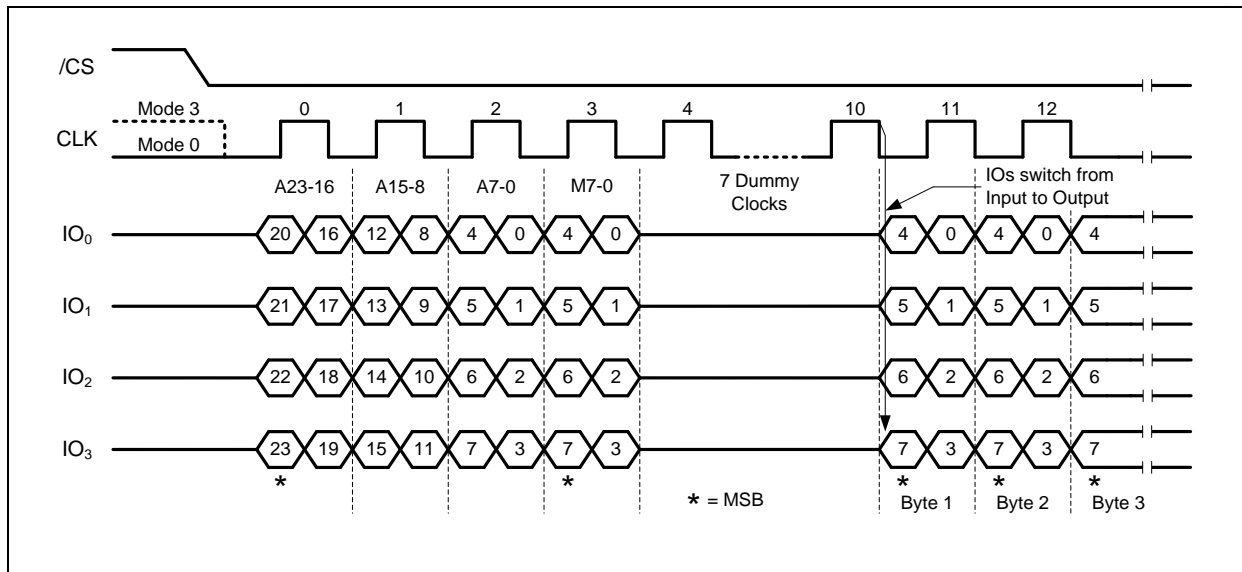 /CS
Mode 3 0 1 2 3 4 10 11 12
CLK
Mode 0
A23-16 A15-8 A7-0 M7-0 7 Dummy
Clocks
IOs switch from
Input to Output
IO₀ 20 16 12 8 4 0 4 0 4 0 4 0 4
IO₁ 21 17 13 9 5 1 5 1 5 1 5 1 5
IO₂ 22 18 14 10 6 2 6 2 6 2 6 2 6
IO₃ 23 19 15 11 7 3 7 3 7 3 7 3 7
* * * * *
* = MSB
Byte 1 Byte 2 Byte 3